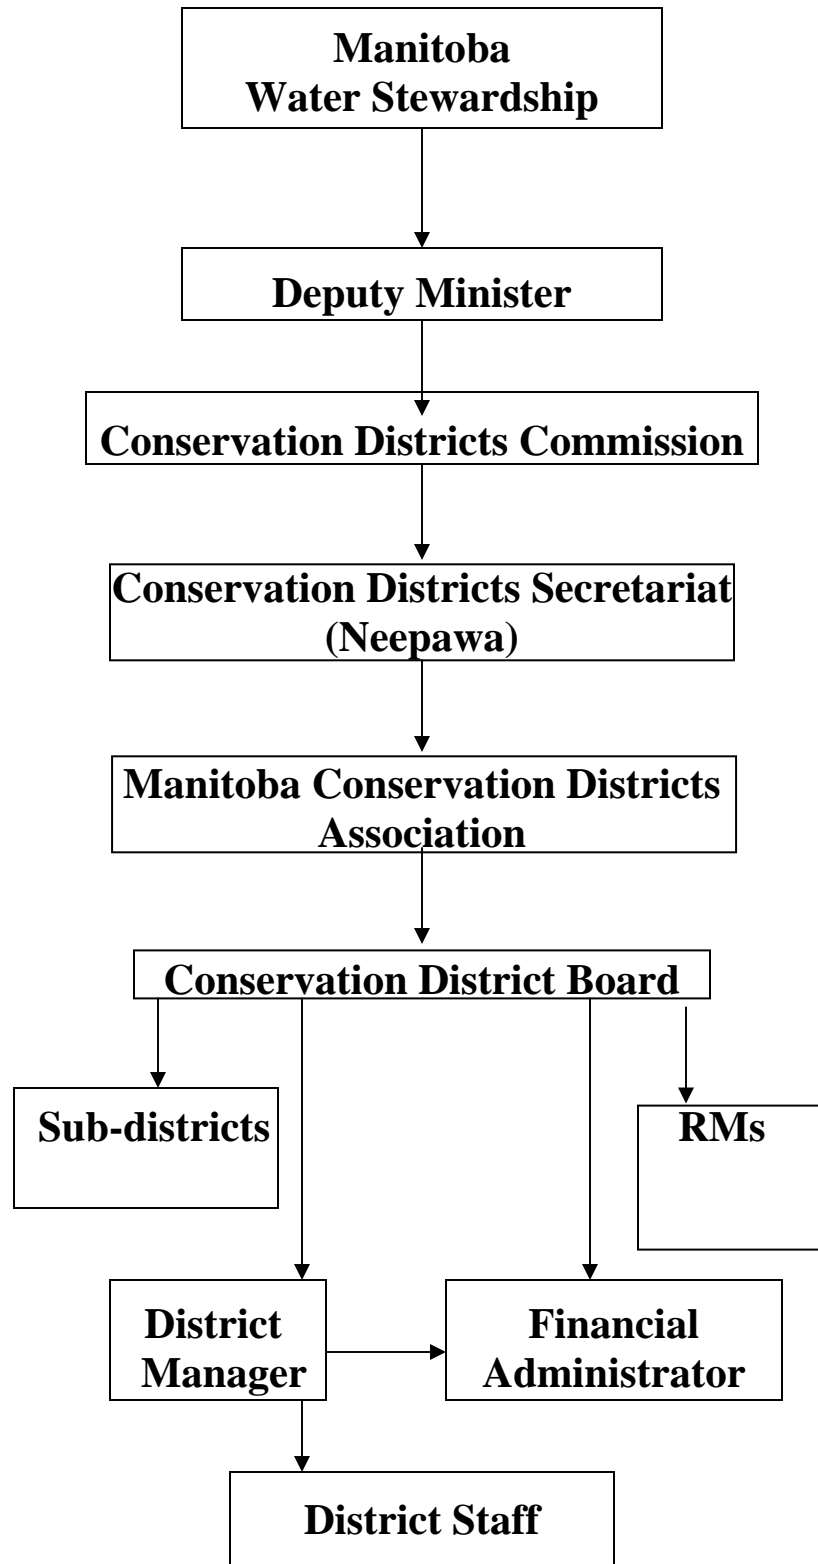 Manitoba
Water Stewardship
Deputy Minister
Conservation Districts Commission
Conservation Districts Secretariat
(Neepawa)
Manitoba Conservation Districts
Association
Conservation District Board
Sub-districts
RMs
District
Manager
Financial
Administrator
District Staff